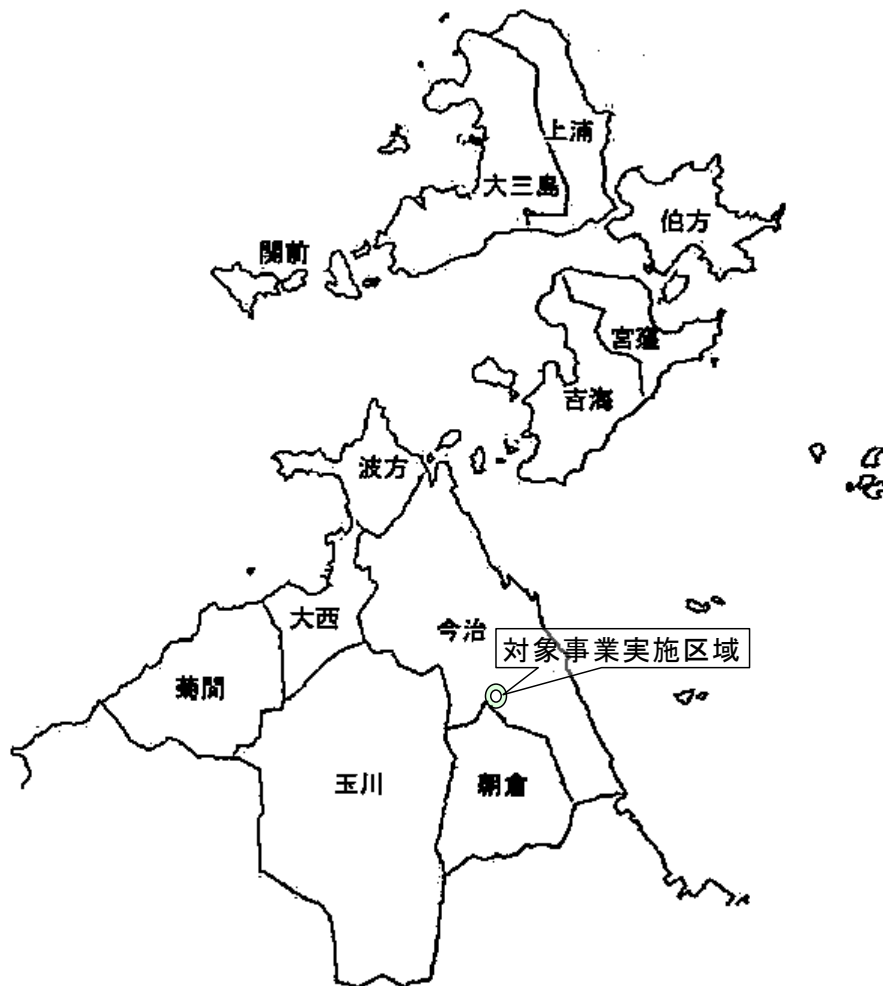 上浦
大三島
伯方
関前
宮窪
吉海
波方
大西
今治
対象事業実施区域
菊間
玉川
朝倉